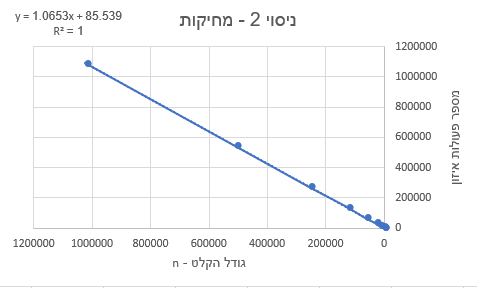 y = 1.0653x + 85.539
R² = 1
ניסוי 2 - מחיקות
1200000
1000000
800000
600000
400000
200000
0
מספר פעולות איזון
1200000 1000000 800000 600000 400000 200000 0
גודל הקלט - n